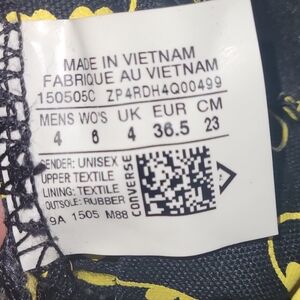 MADE IN VIETNAM
FABRIQUE AU VIETNAM
150505C ZP4RDH4Q00499
MENS WO'S UK EUR CM
4 6 4 36.5 23
GENDER: UNISEX
UPPER TEXTILE
LINING: TEXTILE
OUTSOLE: RUBBER
9A 1505 M88
CONVERSE